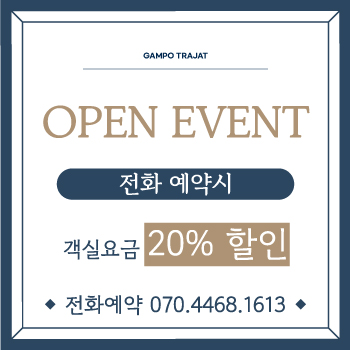 GAMPO TRAJAT
OPEN EVENT
전화 예약시
객실요금 20% 할인
◆ 전화예약 070.4468.1613 ◆